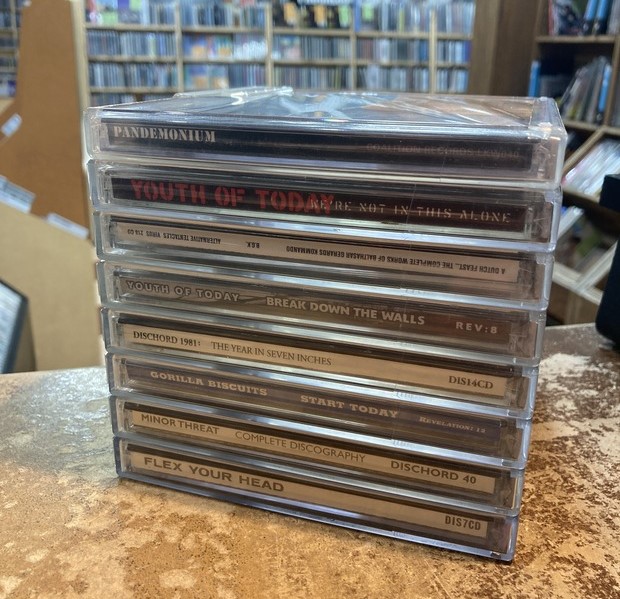 PANDEMONIUM
YOUTH OF TODAY WE'RE NOT IN THIS ALONE
A DUTCH FEAST, THE COMPLETE WORKS OF BALTHASAR GERARDS KOMMANDO B.G.K. ALTERNATIVE TENTACLES VIRUS
YOUTH OF TODAY BREAK DOWN THE WALLS REV:8
DISCHORD 1981: THE YEAR IN SEVEN INCHES DIS14CD
GORILLA BISCUITS START TODAY REVELATION: 12
MINOR THREAT COMPLETE DISCOGRAPHY DISCHORD 40
FLEX YOUR HEAD DIS7CD